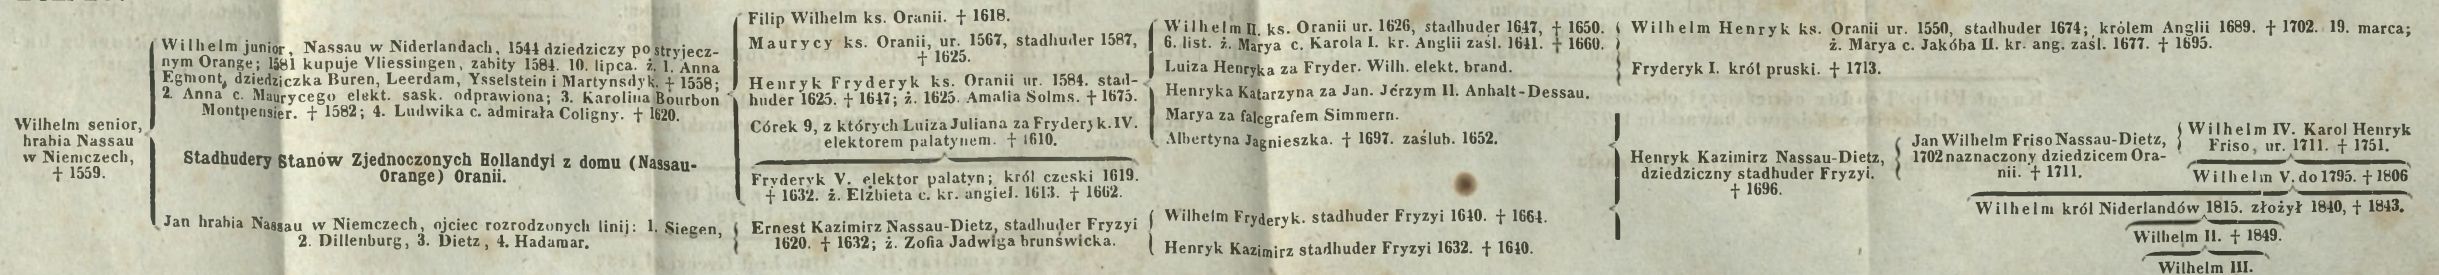 Wilhelm senior,
hrabia Nassau
w Niemczech,
† 1559.
Wilhelm junior, Nassau w Niderlandach, 1544 dziedziczy po stryjecz-
nym Orange; 1581 kupuje Vliessingen, zabity 1584. 10. lipca. ż. 1. Anna
Egmont, dziedziczka Buren, Leerdam, Ysselstein i Martynsdyk. † 1558;
2. Anna c. Maurycego elekt. sask. odprawiona; 3. Karolina Bourbon
Montpensier. † 1582; 4. Ludwika c. admirała Coligny. † 1620.
Stadhudery Stanów Zjednoczonych Hollandyi z domu (Nassau-
Orange) Oranii.
Jan hrabia Nassau w Niemczech, ojciec rozrodzonych linij: 1. Siegen,
2. Dillenburg, 3. Dietz, 4. Hadamar.
Filip Wilhelm ks. Oranii. † 1618.
Maurycy ks. Oranii, ur. 1567, stadhuder 1587,
† 1625.
Henryk Fryderyk ks. Oranii ur. 1584. stad-
huder 1625. † 1647; ż. 1625. Amalia Solms. † 1675.
Córek 9, z których Luiza Juliana za Fryderyk. IV.
elektorem palatynem. † 1610.
Fryderyk V. elektor palatyn; król czeski 1619.
† 1632. ż. Elżbieta c. kr. angiel. 1613. † 1662.
Ernest Kazimirz Nassau-Dietz, stadhuder Fryzyi
1620. † 1632; ż. Zofia Jadwiga brunświcka.
Wilhelm II. ks. Oranii ur. 1626, stadhuder 1647, † 1650.
6. list. ż. Marya c. Karola I. kr. Anglii zaśl. 1641. † 1660.
Luiza Henryka za Fryder. Wilh. elekt. brand.
Henryka Katarzyna za Jan. Jerzym II. Anhalt-Dessau.
Marya za falcgrafem Simmern.
Albertyna Jagnieszka. † 1697. zaślub. 1652.
Wilhelm Fryderyk. stadhuder Fryzyi 1640. † 1664.
Henryk Kazimirz stadhuder Fryzyi 1632. † 1640.
Wilhelm Henryk ks. Oranii ur. 1550, stadhuder 1674; królem Anglii 1689. † 1702. 19. marca;
ż. Marya c. Jakóba II. kr. ang. zaśl. 1677. † 1695.
Fryderyk I. król pruski. † 1713.
Henryk Kazimirz Nassau-Dietz,
dziedziczny stadhuder Fryzyi.
† 1696.
Jan Wilhelm Friso Nassau-Dietz,
1702 naznaczony dziedzicem Ora-
nii. † 1711.
Wilhelm IV. Karol Henryk
Friso, ur. 1711. † 1751.
Wilhelm V. do 1795. † 1806
Wilhelm król Niderlandów 1815. złożył 1840, † 1843.
Wilhelm II. † 1849.
Wilhelm III.